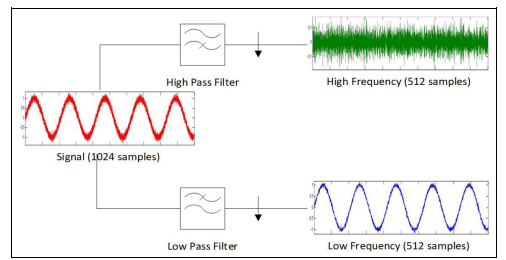 High Pass Filter
High Frequency (512 samples)
Signal (1024 samples)
Low Pass Filter
Low Frequency (512 samples)